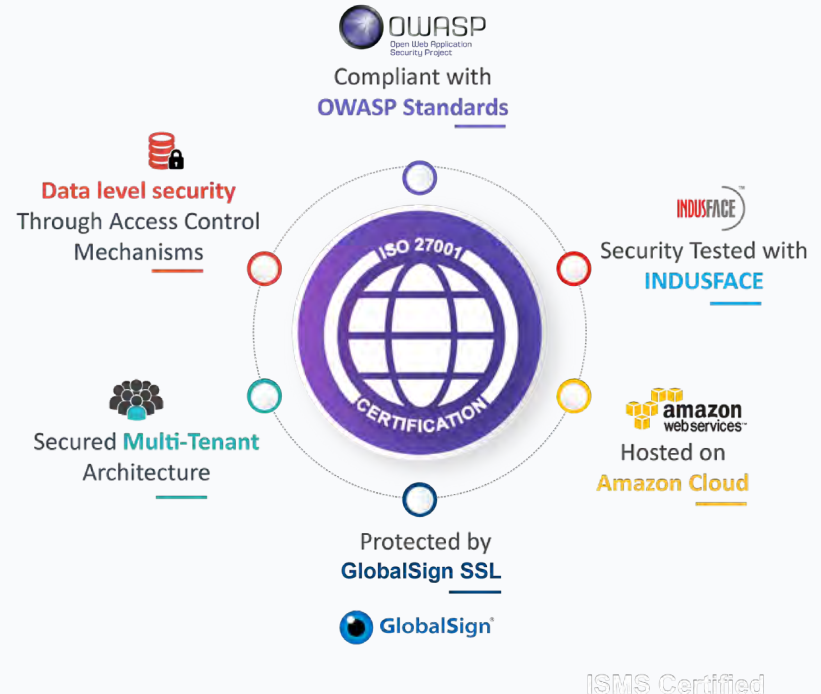 OWASP
Open Web Application
Security Project
Compliant with
OWASP Standards
Data level security
Through Access Control
Mechanisms
INDUSFACE™
Security Tested with
INDUSFACE
ISO 27001
CERTIFICATION
Secured Multi-Tenant
Architecture
amazon
webservices™
Hosted on
Amazon Cloud
Protected by
GlobalSign SSL
GlobalSign®
ISMS Certified